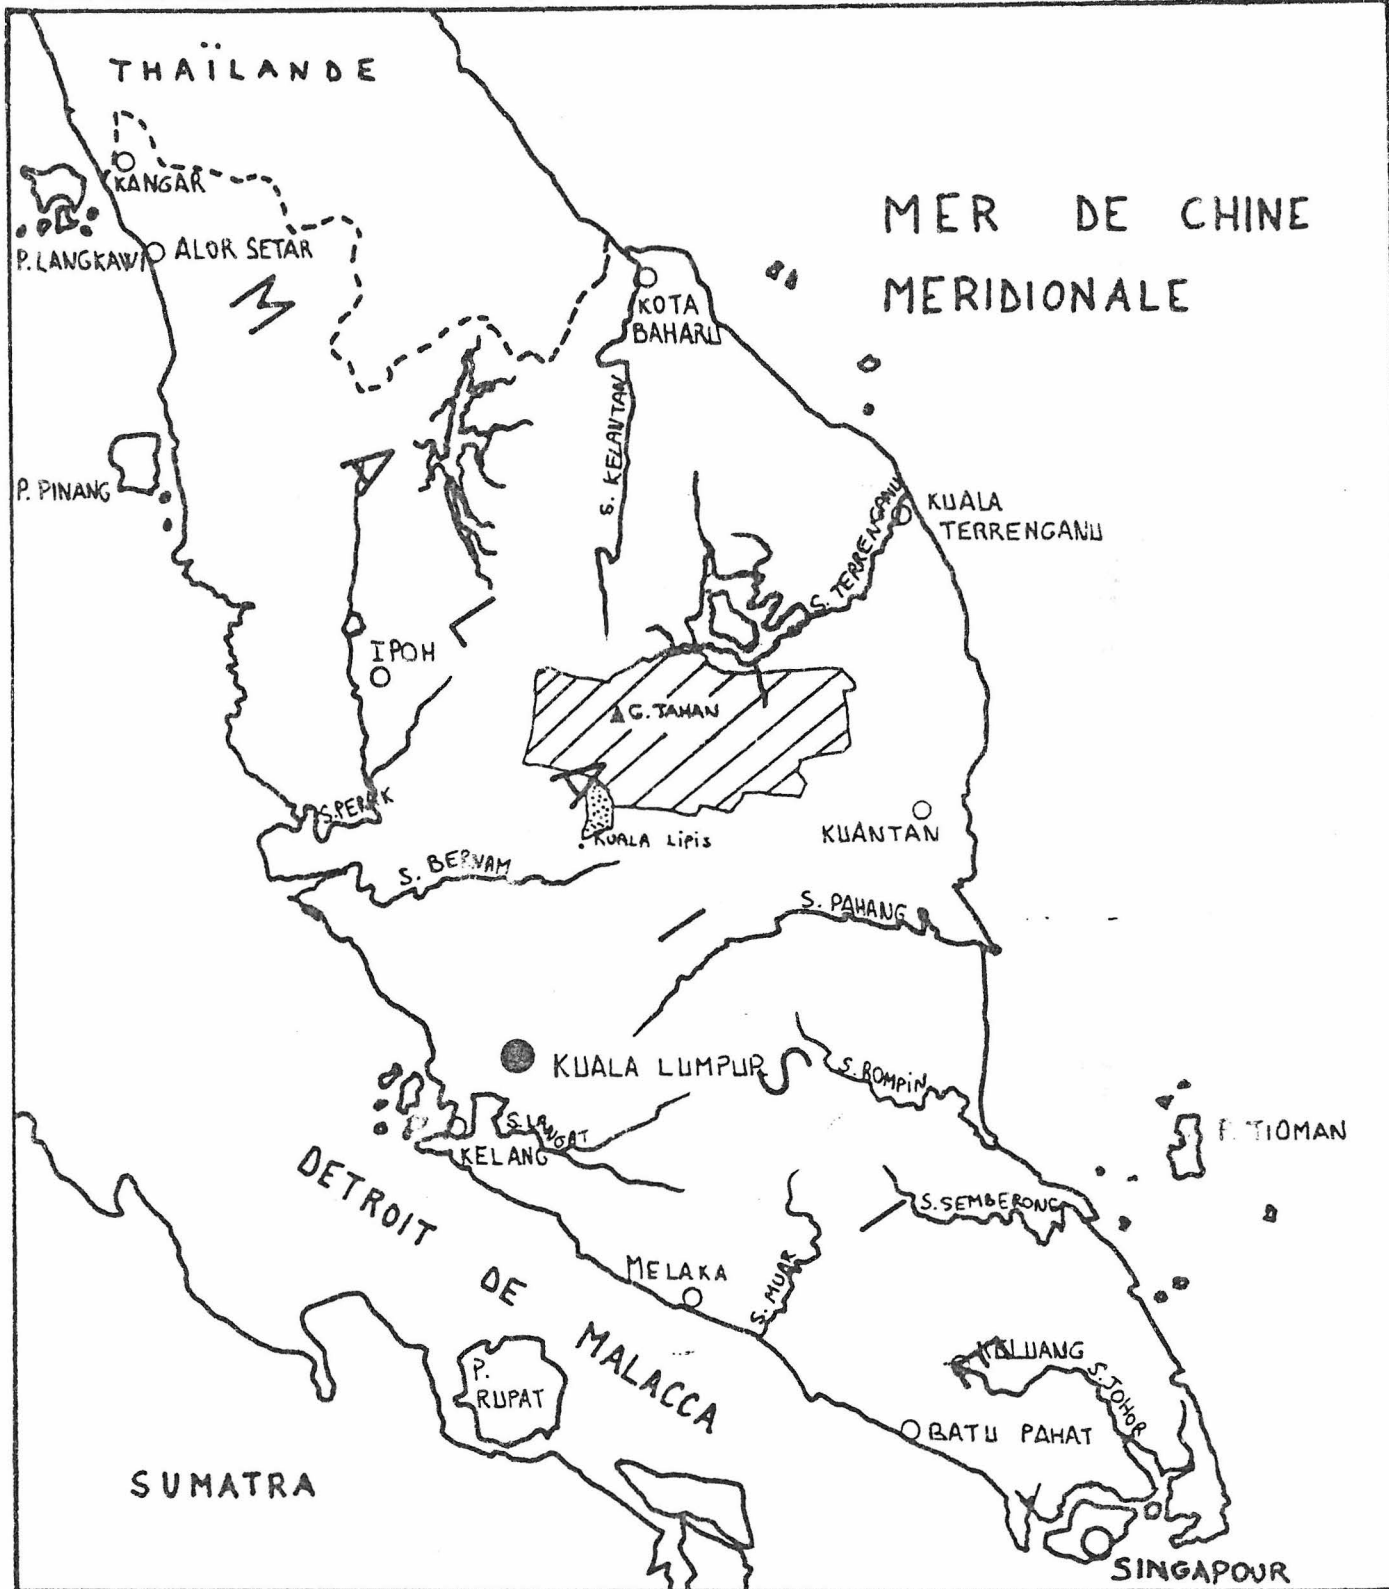 THAÏLANDE
KANGAR
P. LANGKAWI
ALOR SETAR
MER DE CHINE
MERIDIONALE
KOTA
BAHARU
M
A
L
A
I
S
I
E
P. PINANG
S. KELANTAN
KUALA
TERRENGANU
S. TERRENGANU
IPOH
G. TAHAN
S. PERAK
KUALA LIPIS
KUANTAN
S. BERNAM
S. PAHANG
KUALA LUMPUR
S. ROMPIN
S. LANGAT
KELANG
P. TIOMAN
S. SEMBERONG
DETROIT
DE
MALACCA
MELAKA
S. MUAR
KELUANG
S. JOHOR
P.
RUPAT
BATU PAHAT
SUMATRA
SINGAPOUR